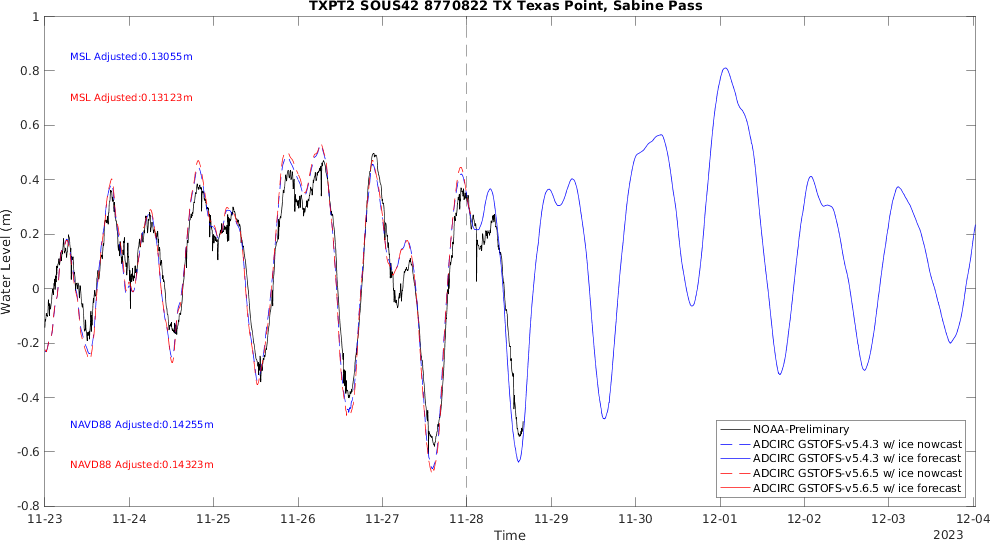 TXPT2 SOUS42 8770822 TX Texas Point, Sabine Pass
Water Level (m)
1
0.8
0.6
0.4
0.2
0
-0.2
-0.4
-0.6
-0.8
MSL Adjusted:0.13055m
MSL Adjusted:0.13123m
NAVD88 Adjusted:0.14255m
NAVD88 Adjusted:0.14323m
NOAA-Preliminary
ADCIRC GSTOFS-v5.4.3 w/ ice nowcast
ADCIRC GSTOFS-v5.4.3 w/ ice forecast
ADCIRC GSTOFS-v5.6.5 w/ ice nowcast
ADCIRC GSTOFS-v5.6.5 w/ ice forecast
11-23 11-24 11-25 11-26 11-27 11-28 11-29 11-30 12-01 12-02 12-03 12-04
Time
2023